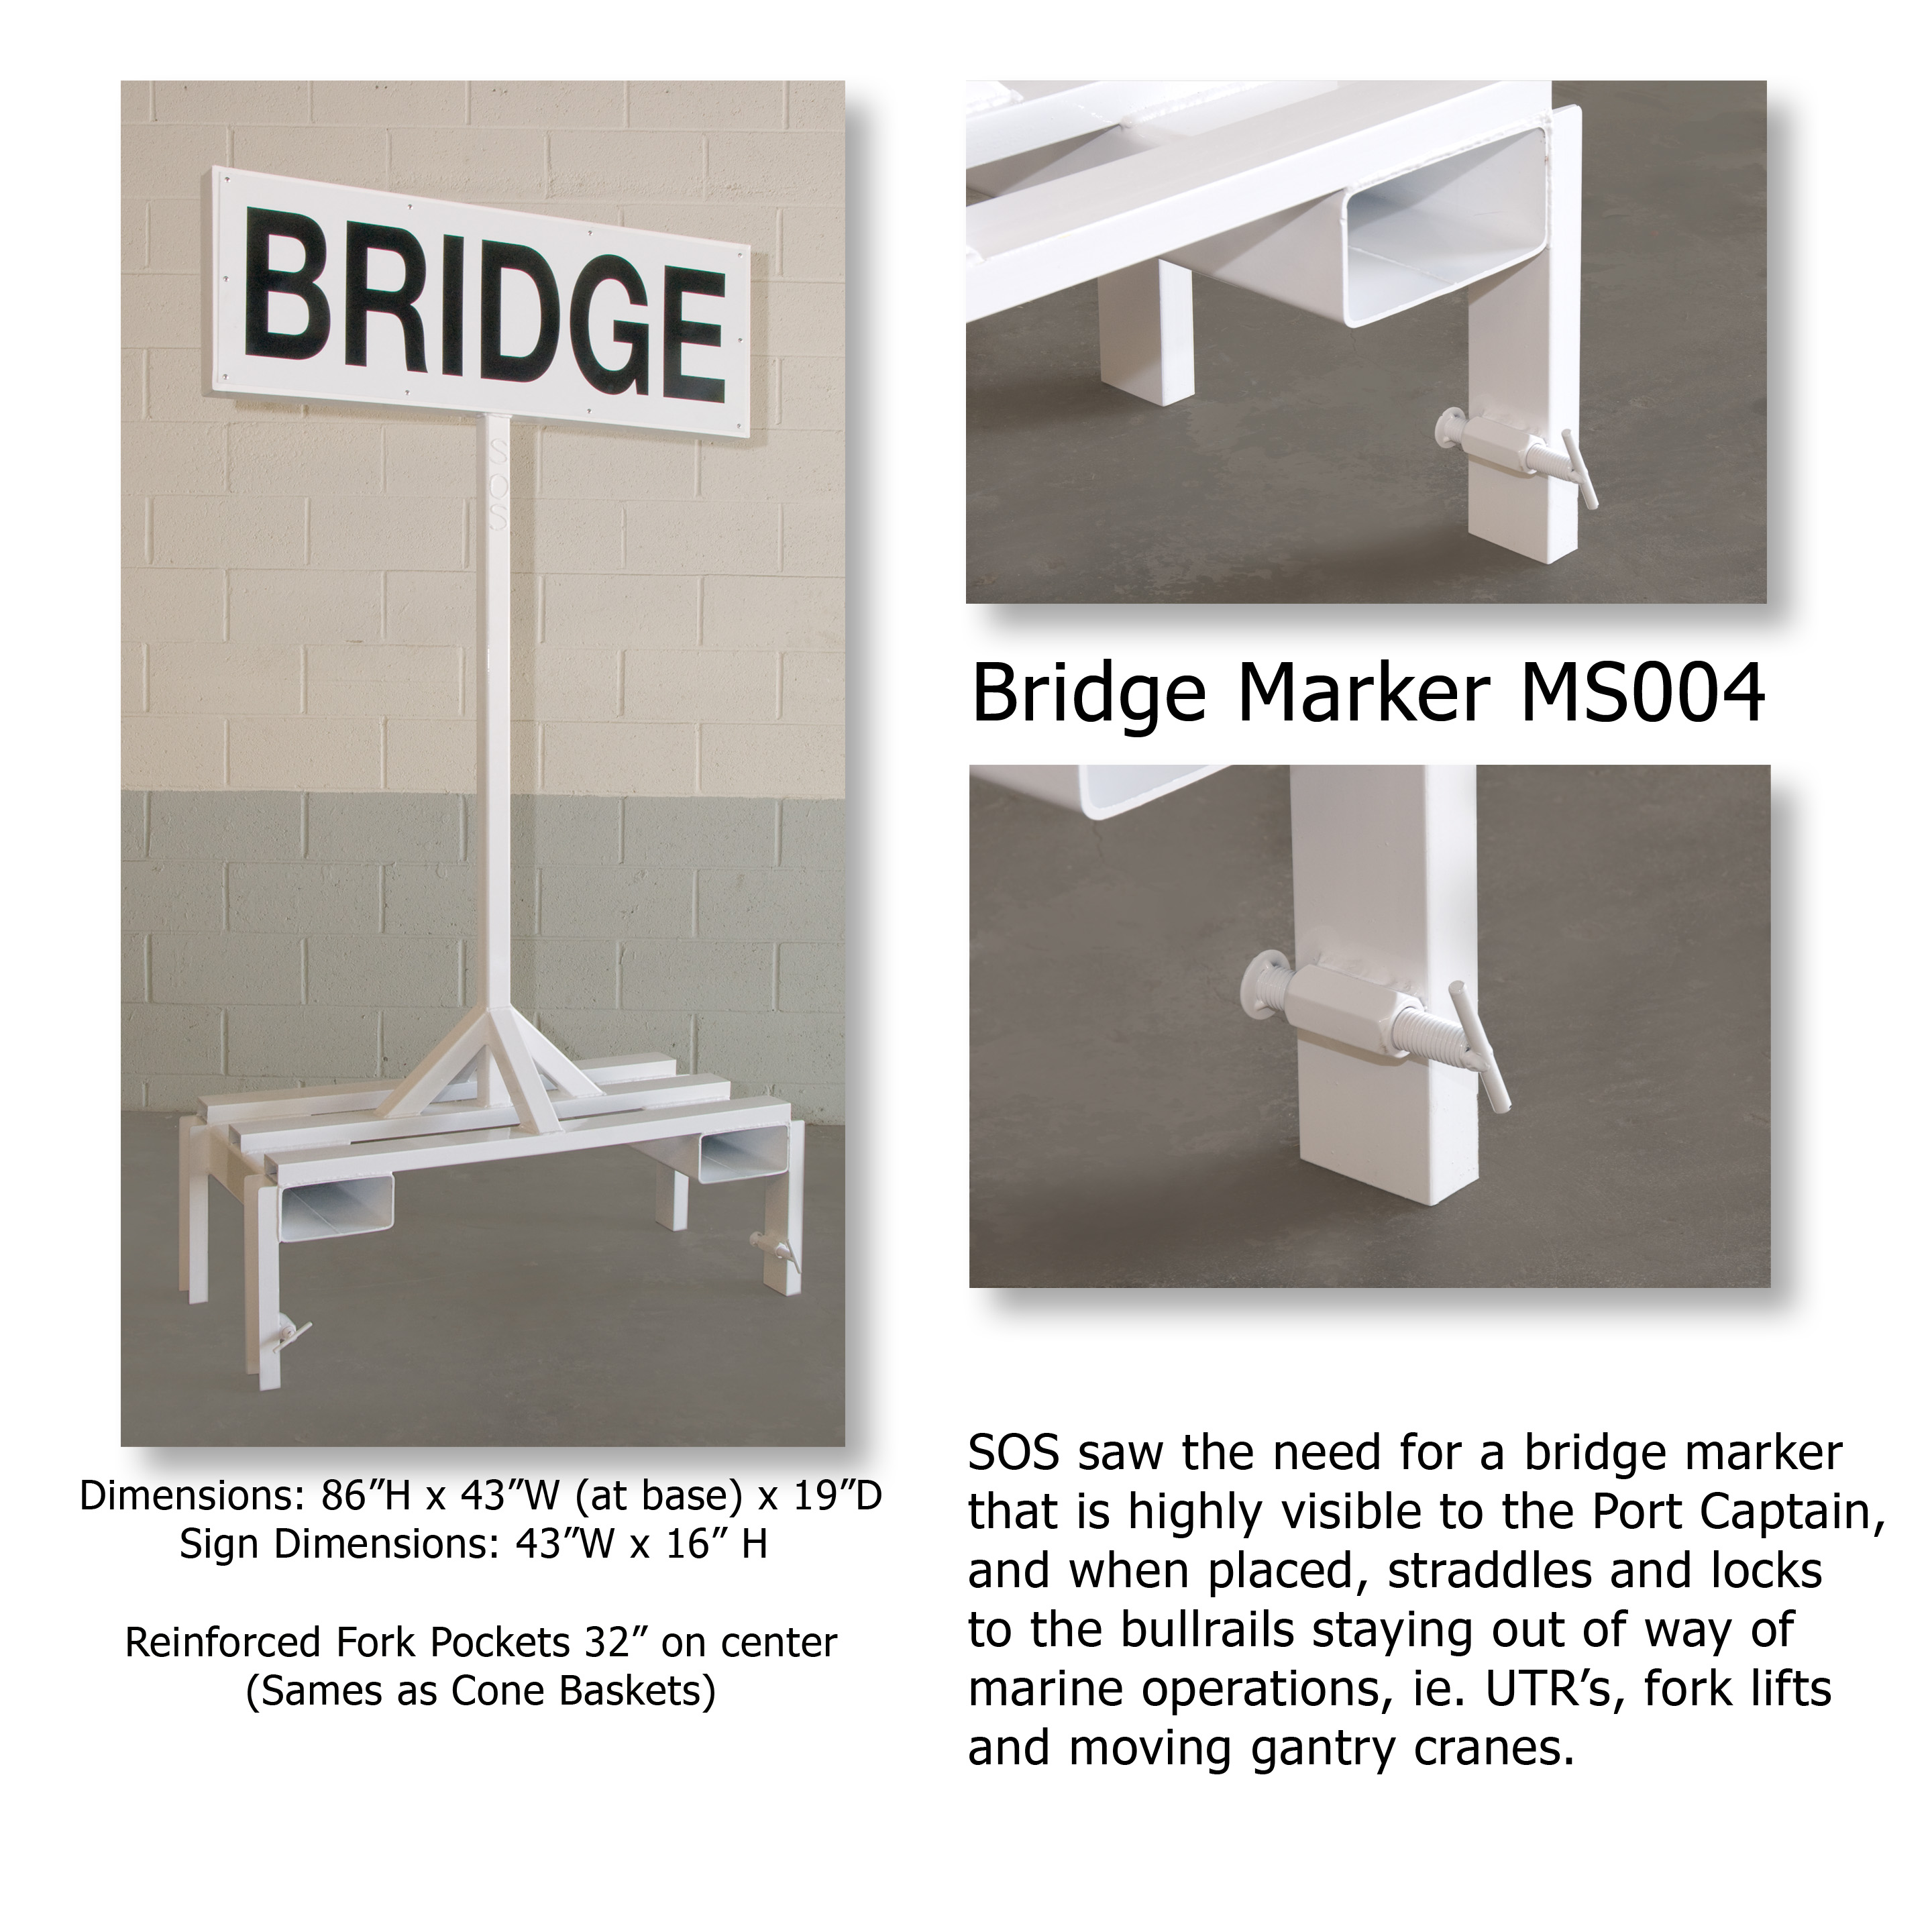 BRIDGE
S
O
S
Dimensions: 86”H x 43”W (at base) x 19”D
Sign Dimensions: 43”W x 16” H
Reinforced Fork Pockets 32” on center
(Sames as Cone Baskets)
Bridge Marker MS004
SOS saw the need for a bridge marker
that is highly visible to the Port Captain,
and when placed, straddles and locks
to the bullrails staying out of way of
marine operations, ie. UTR’s, fork lifts
and moving gantry cranes.